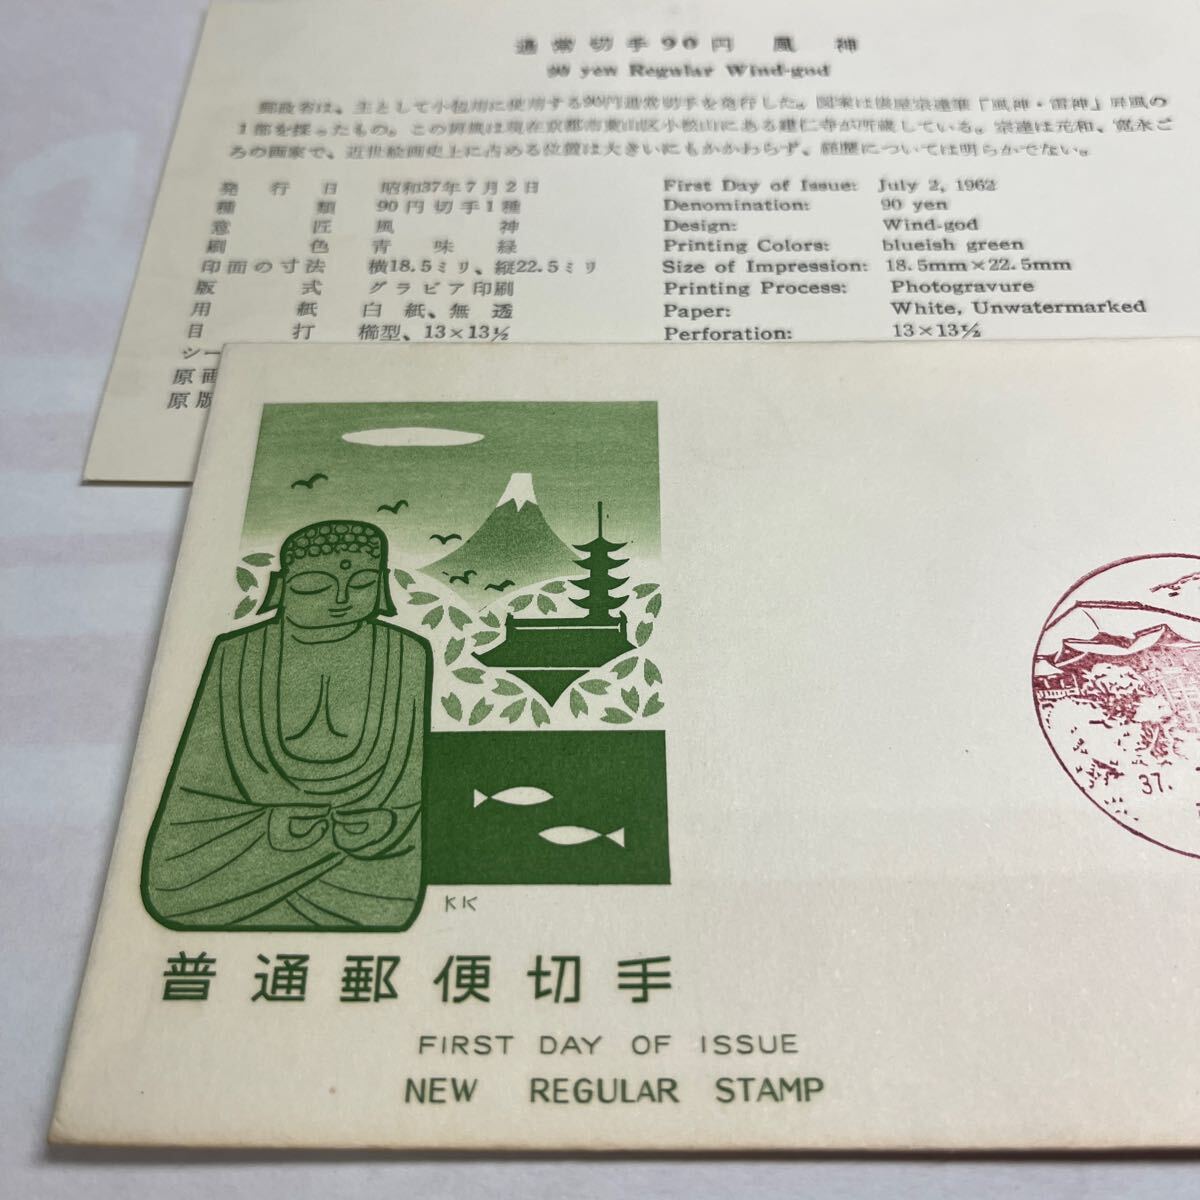 通常切手90円 風神
90 yen Regular Wind-god
郵政省は、主として小包用に使用する90円通常切手を発行した。図案は俵屋宗達筆「風神・雷神」屏風の
1部を採ったもの。この屏風は現在京都市東山区小松山にある建仁寺が所蔵している。宗達は元和、寛永ご
ろの画家で、近世絵画史上に占める位置は大きいにもかかわらず、経歴については明らかでない。
発行日 昭和37年7月2日
種類 90円切手1種
意匠 風神
刷色 青味緑
印面の寸法 横18.5ミリ、縦22.5ミリ
版式 グラビア印刷
用紙 白紙、無透
目打 櫛型、13×13½
シー
原画
原版
First Day of Issue: July 2, 1962
Denomination: 90 yen
Design: Wind-god
Printing Colors: blueish green
Size of Impression: 18.5mm×22.5mm
Printing Process: Photogravure
Paper: White, Unwatermarked
Perforation: 13×13½
KK
普通郵便切手
FIRST DAY OF ISSUE
NEW REGULAR STAMP
37.